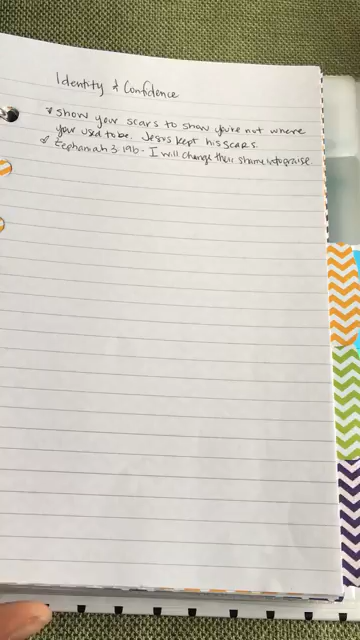 Identity & Confidence
* show your scars to show you're not where
your used to be. Jesus kept his scars.
* Zephaniah 3:19b - I will change their shame into praise.